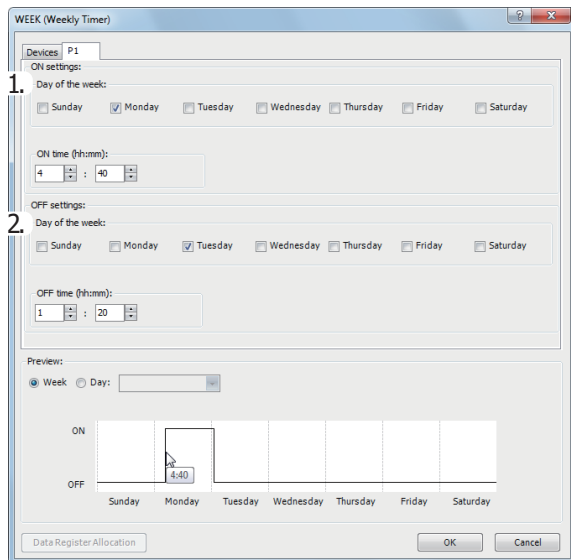 WEEK (Weekly Timer)
Devices P1
ON settings:
1.
Day of the week:
Sunday Monday Tuesday Wednesday Thursday Friday Saturday
ON time (hh:mm):
4 : 40
OFF settings:
2.
Day of the week:
Sunday Monday Tuesday Wednesday Thursday Friday Saturday
OFF time (hh:mm):
1 : 20
Preview:
Week Day:
ON
4:40
OFF
Sunday Monday Tuesday Wednesday Thursday Friday Saturday
Data Register Allocation OK Cancel